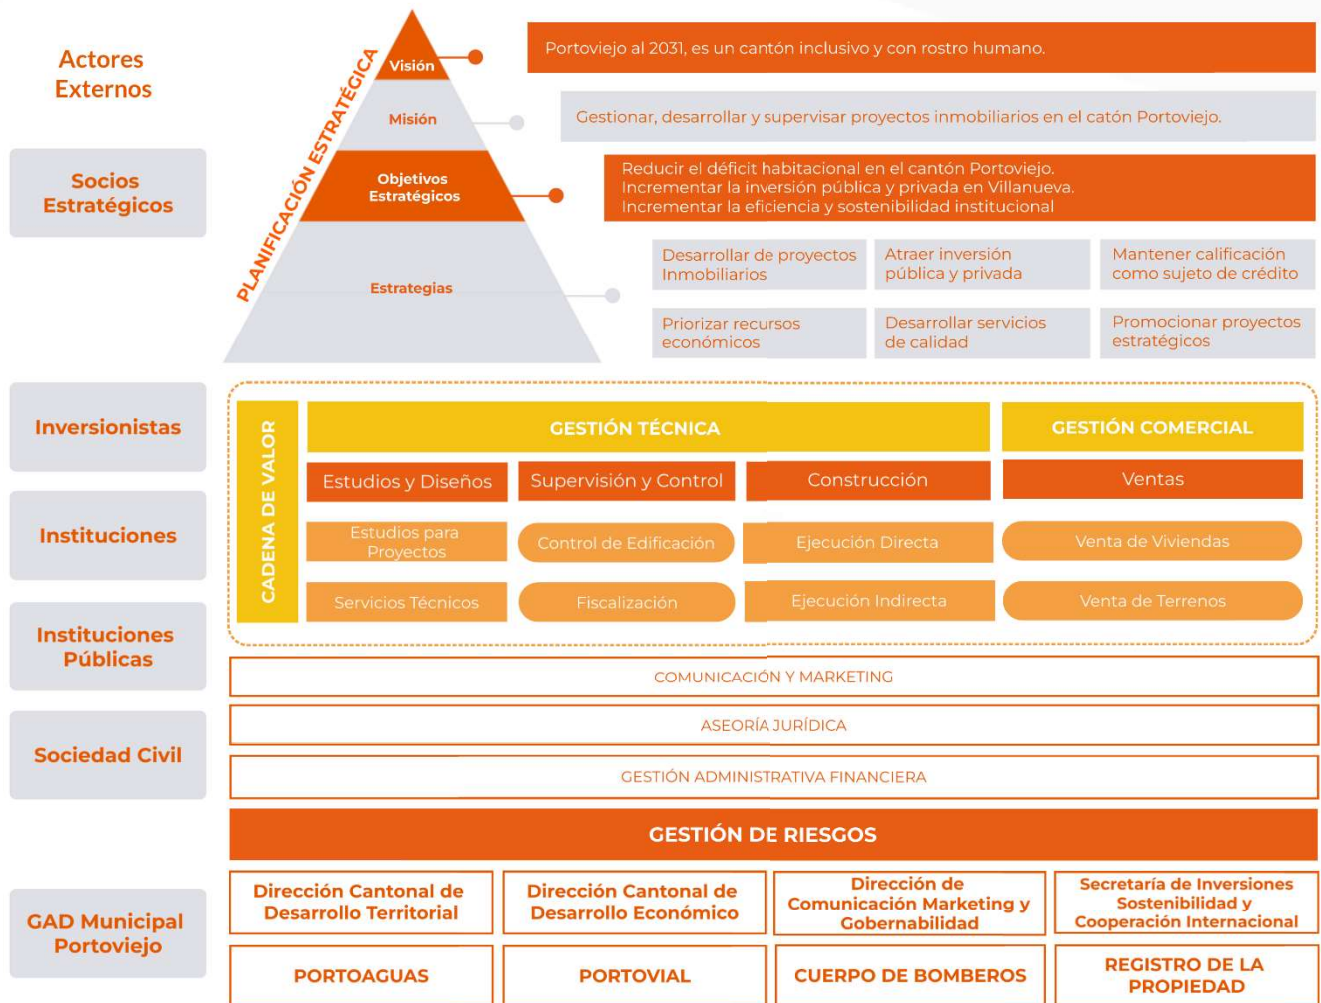 Actores
Externos
Socios
Estratégicos
Inversionistas
Instituciones
Instituciones
Públicas
Sociedad Civil
GAD Municipal
Portoviejo
PLANIFICACIÓN ESTRATÉGICA
Visión
Portoviejo al 2031, es un cantón inclusivo y con rostro humano.
Misión
Gestionar, desarrollar y supervisar proyectos inmobiliarios en el catón Portoviejo.
Objetivos
Estratégicos
Reducir el déficit habitacional en el cantón Portoviejo.
Incrementar la inversión pública y privada en Villanueva.
Incrementar la eficiencia y sostenibilidad institucional
Estrategias
Desarrollar de proyectos
Inmobiliarios
Atraer inversión
pública y privada
Mantener calificación
como sujeto de crédito
Priorizar recursos
económicos
Desarrollar servicios
de calidad
Promocionar proyectos
estratégicos
CADENA DE VALOR
GESTIÓN TÉCNICA
GESTIÓN COMERCIAL
Estudios y Diseños
Supervisión y Control
Construcción
Ventas
Estudios para
Proyectos
Control de Edificación
Ejecución Directa
Venta de Viviendas
Servicios Técnicos
Fiscalización
Ejecución Indirecta
Venta de Terrenos
COMUNICACIÓN Y MARKETING
ASEORÍA JURÍDICA
GESTIÓN ADMINISTRATIVA FINANCIERA
GESTIÓN DE RIESGOS
Dirección Cantonal de
Desarrollo Territorial
Dirección Cantonal de
Desarrollo Económico
Dirección de
Comunicación Marketing y
Gobernabilidad
Secretaría de Inversiones
Sostenibilidad y
Cooperación Internacional
PORTOAGUAS
PORTOVIAL
CUERPO DE BOMBEROS
REGISTRO DE LA
PROPIEDAD